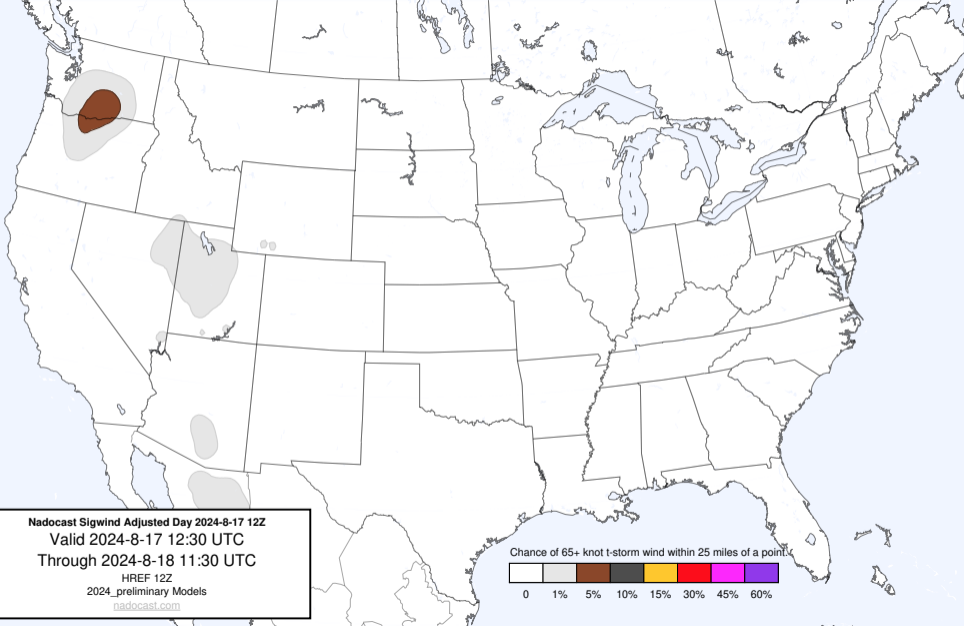 Nadocast Sigwind Adjusted Day 2024-8-17 12Z
Valid 2024-8-17 12:30 UTC
Through 2024-8-18 11:30 UTC
HREF 12Z
2024_preliminary Models
nadocast.com
Chance of 65+ knot t-storm wind within 25 miles of a point.
0 1% 5% 10% 15% 30% 45% 60%